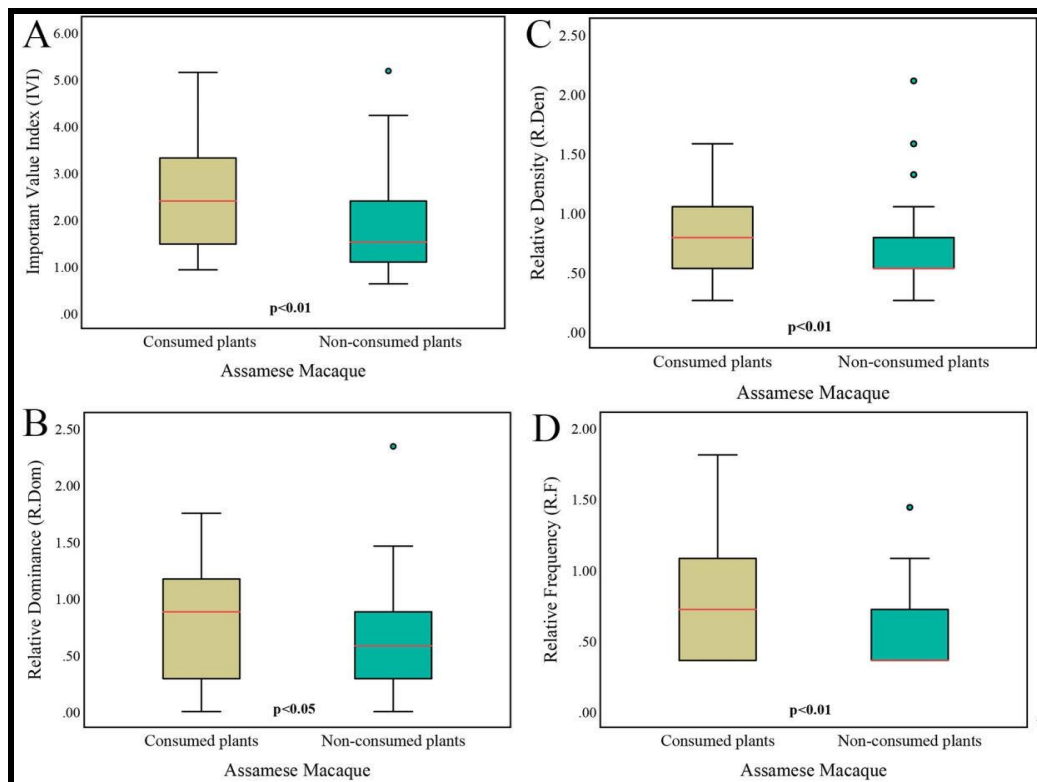 A
Important Value Index (IVI)
6.00
5.00
4.00
3.00
2.00
1.00
.00
p<0.01
Consumed plants
Non-consumed plants
Assamese Macaque
C
Relative Density (R.Den)
2.50
2.00
1.50
1.00
.50
.00
p<0.01
Consumed plants
Non-consumed plants
Assamese Macaque
B
Relative Dominance (R.Dom)
2.50
2.00
1.50
1.00
.50
.00
p<0.05
Consumed plants
Non-consumed plants
Assamese Macaque
D
Relative Frequency (R.F)
2.00
1.50
1.00
.50
.00
p<0.01
Consumed plants
Non-consumed plants
Assamese Macaque